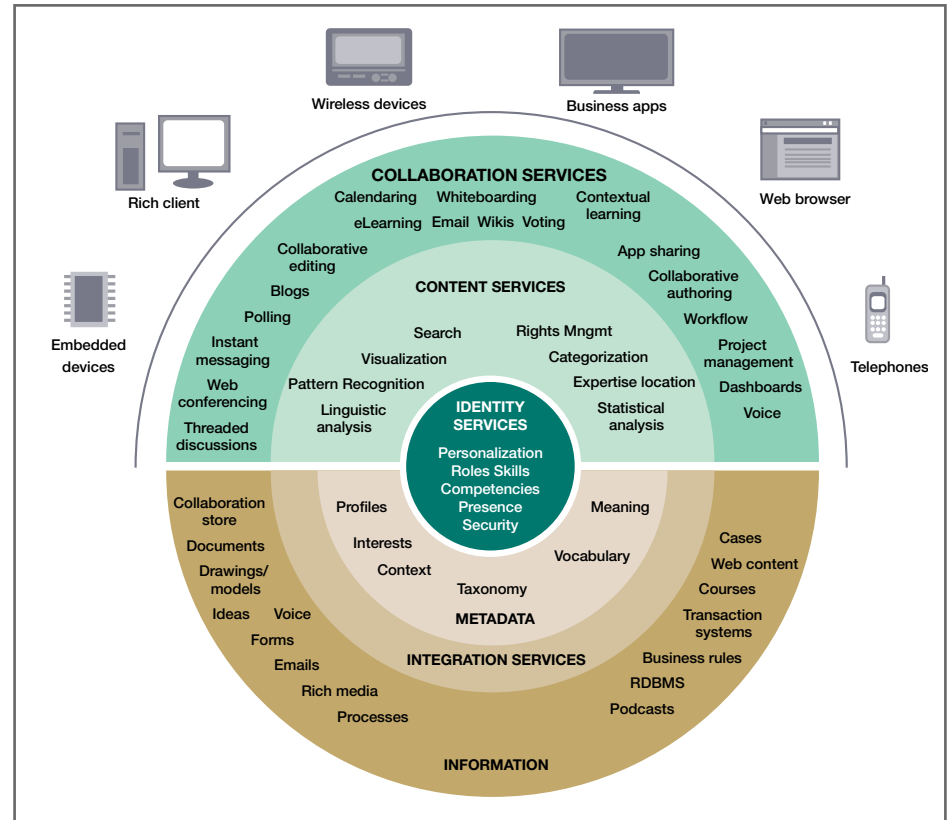 Wireless devices
Business apps
Rich client
Web browser
Embedded
devices
Telephones
COLLABORATION SERVICES
Calendaring
Whiteboarding
Contextual
learning
eLearning
Email
Wikis
Voting
Collaborative
editing
Blogs
Polling
Instant
messaging
Web
conferencing
Threaded
discussions
App sharing
Collaborative
authoring
Workflow
Project
management
Dashboards
Voice
CONTENT SERVICES
Search
Visualization
Pattern Recognition
Linguistic
analysis
Rights Mngmt
Categorization
Expertise location
Statistical
analysis
IDENTITY
SERVICES
Personalization
Roles Skills
Competencies
Presence
Security
Profiles
Interests
Context
Taxonomy
Vocabulary
Meaning
METADATA
INTEGRATION SERVICES
Collaboration
store
Documents
Drawings/
models
Ideas
Voice
Forms
Emails
Rich media
Processes
Cases
Web content
Courses
Transaction
systems
Business rules
RDBMS
Podcasts
INFORMATION